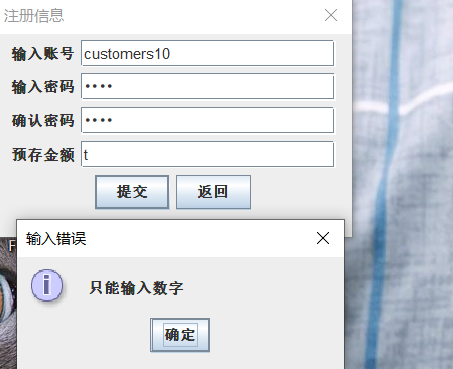 注册信息
输入账号 customers10
输入密码 ••••
确认密码 ••••
预存金额 t
提交 返回
F
输入错误
只能输入数字
确定